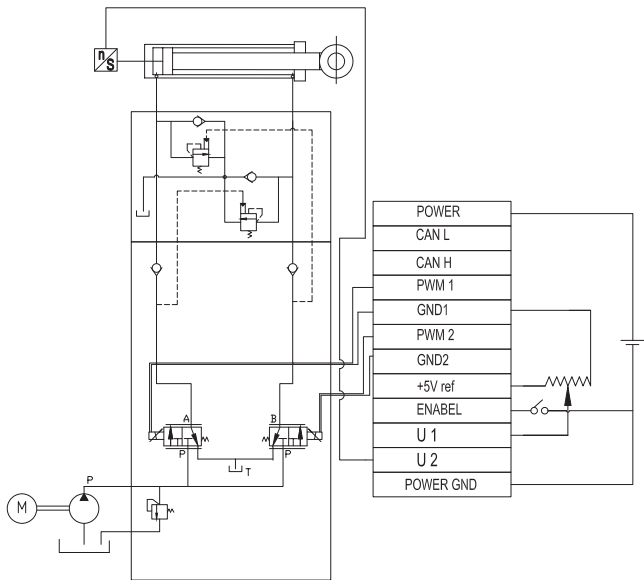 n/s
POWER
CAN L
CAN H
PWM 1
GND1
PWM 2
GND2
+5V ref
ENABEL
U 1
U 2
POWER GND
A
B
P
P
T
P
M